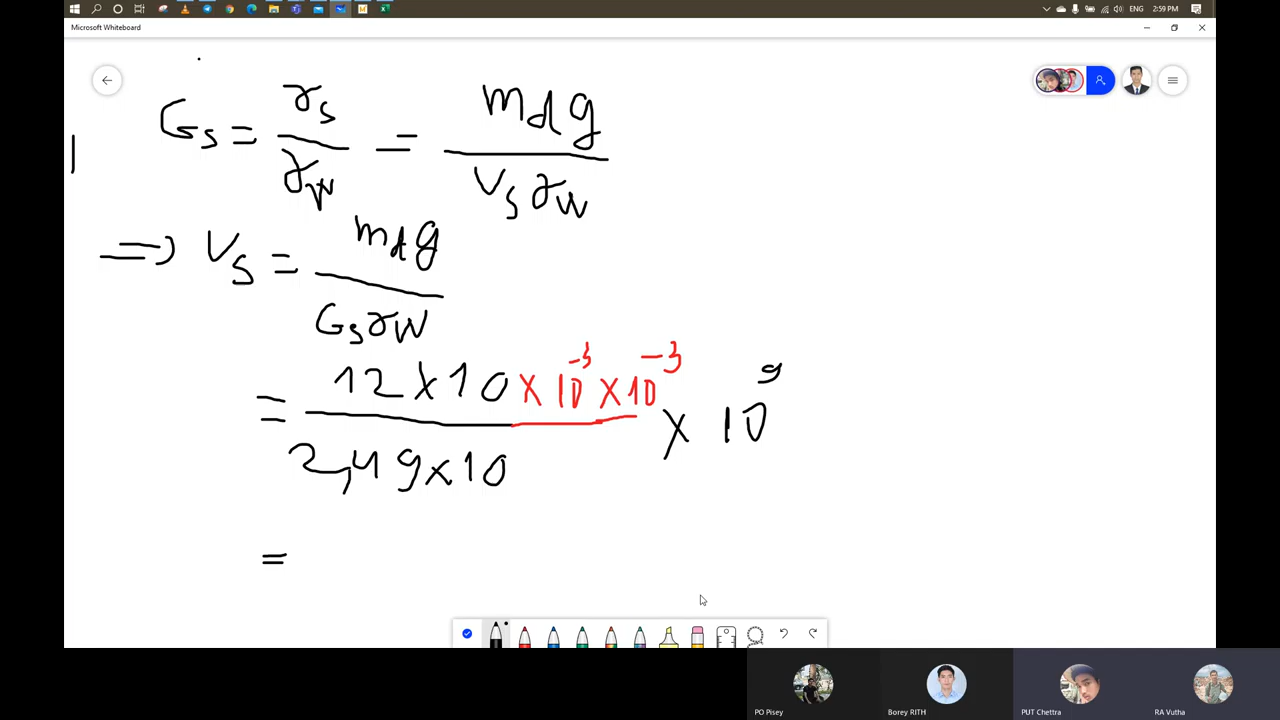 ENG 2:59 PM
Microsoft Whiteboard
Gs = γs/γw = mdg/Vsγw
=> Vs = mdg/Gsγw
= 12 x 10 x 10^-3 x 10^-3 / 2,49 x 10 x 10^9
=
PO Pisey Borey RITH PUT Chettra RA Vutha